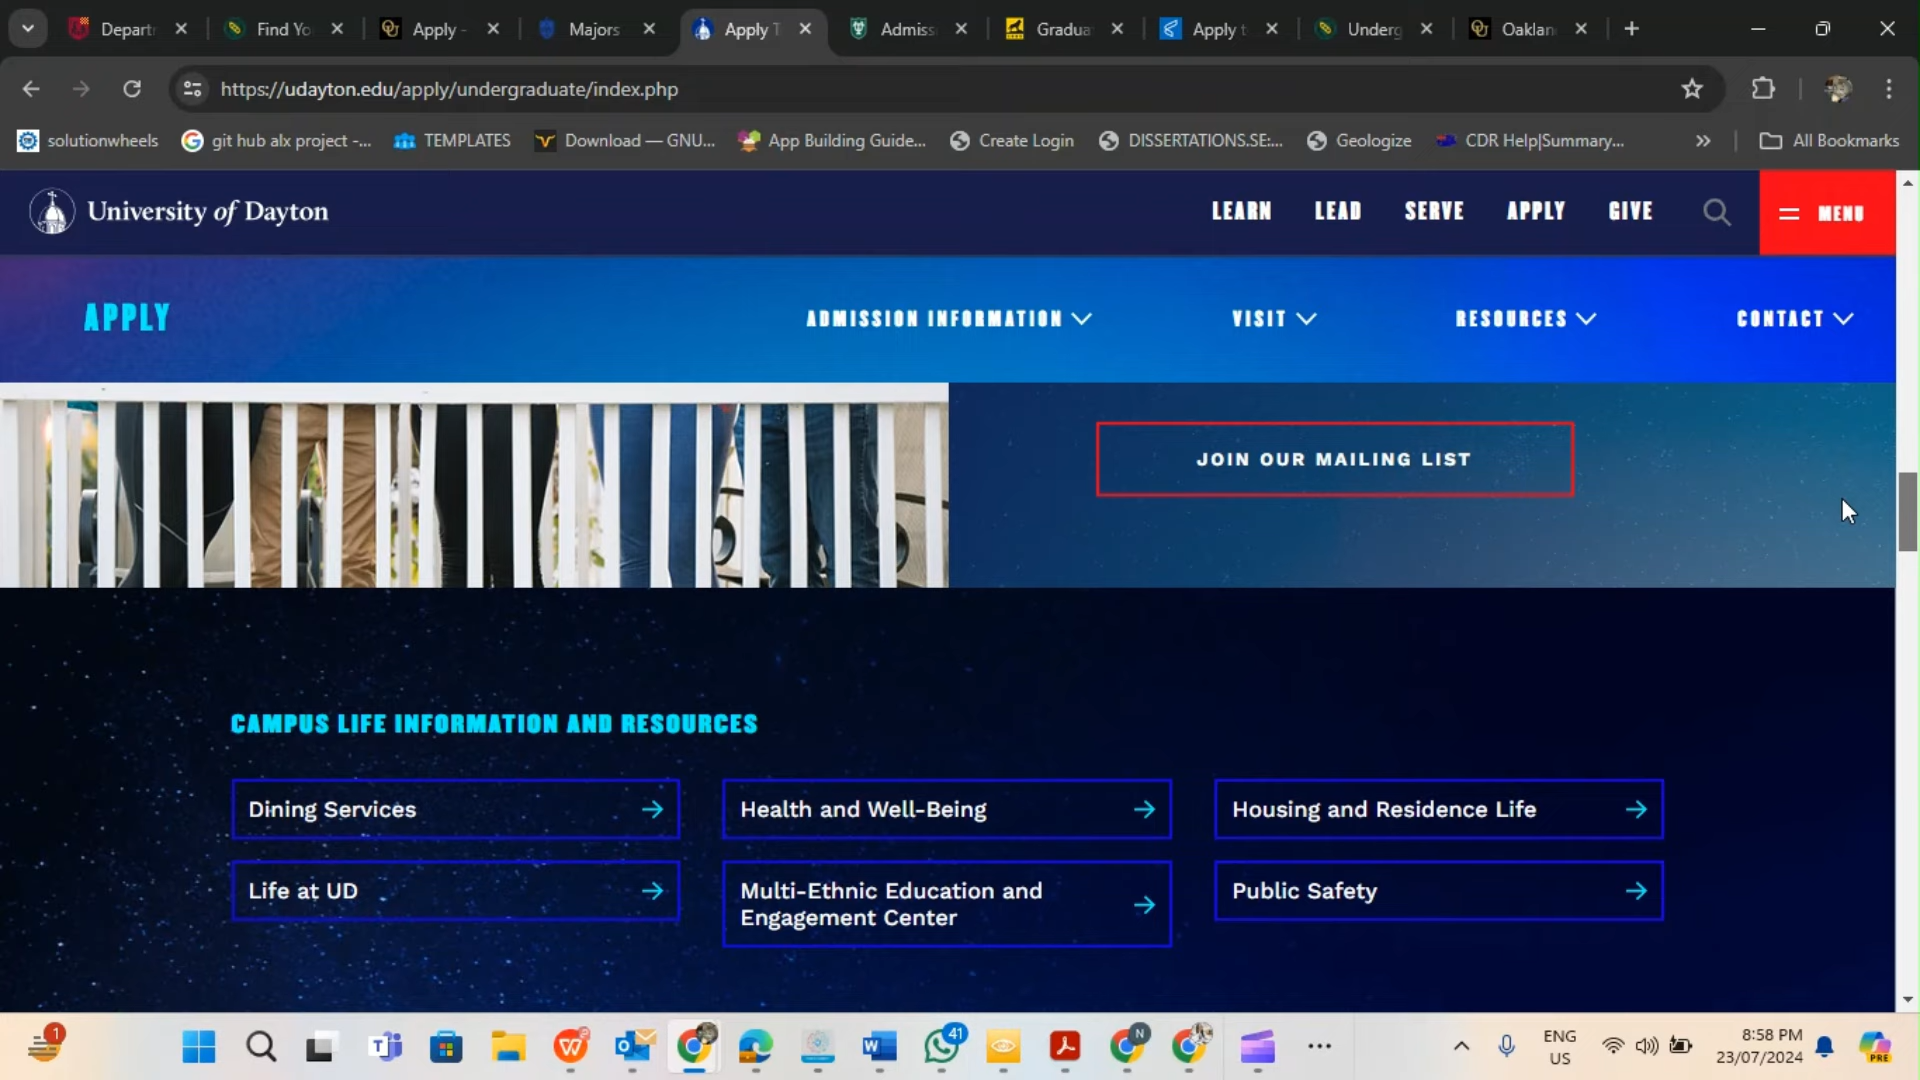 Departr
Find Yo
Apply -
Majors
Apply T
Admiss
Gradua
Apply t
Underg
Oaklan
https://udayton.edu/apply/undergraduate/index.php
solutionwheels
git hub alx project -...
TEMPLATES
Download — GNU...
App Building Guide...
Create Login
DISSERTATIONS.SE:...
Geologize
CDR Help|Summary...
All Bookmarks
University of Dayton
LEARN LEAD SERVE APPLY GIVE
MENU
APPLY
ADMISSION INFORMATION
VISIT
RESOURCES
CONTACT
JOIN OUR MAILING LIST
CAMPUS LIFE INFORMATION AND RESOURCES
Dining Services
Health and Well-Being
Housing and Residence Life
Life at UD
Multi-Ethnic Education and
Engagement Center
Public Safety
1
41
N
ENG
US
8:58 PM
23/07/2024
PRE